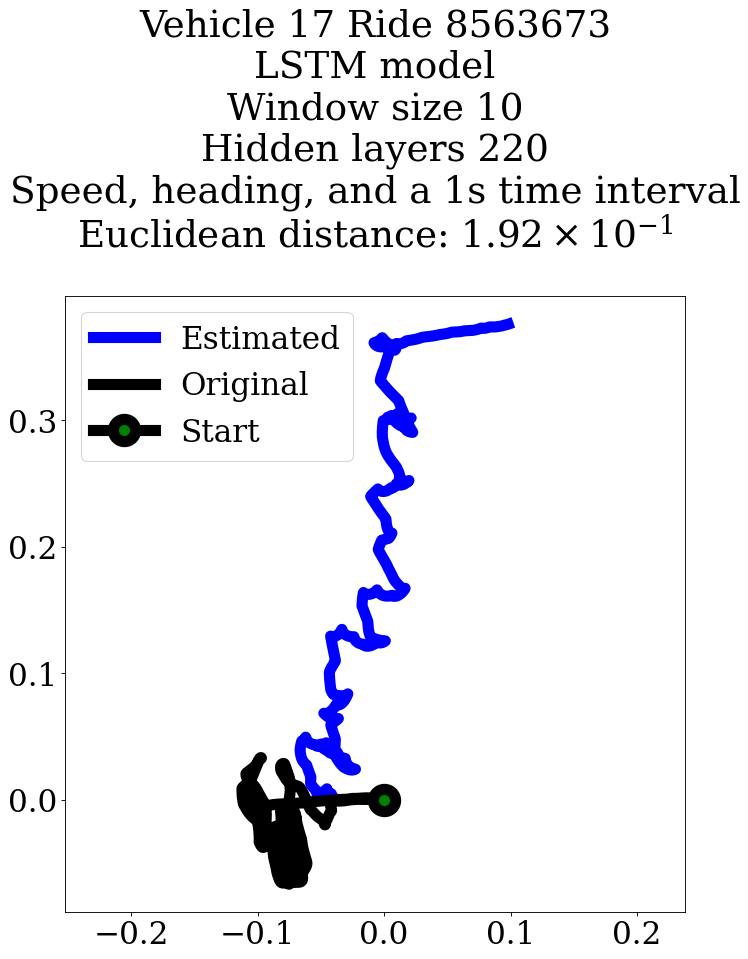 Vehicle 17 Ride 8563673
LSTM model
Window size 10
Hidden layers 220
Speed, heading, and a 1s time interval
Euclidean distance: 1.92 × 10⁻¹
Estimated
Original
Start
0.3
0.2
0.1
0.0
−0.2 −0.1 0.0 0.1 0.2